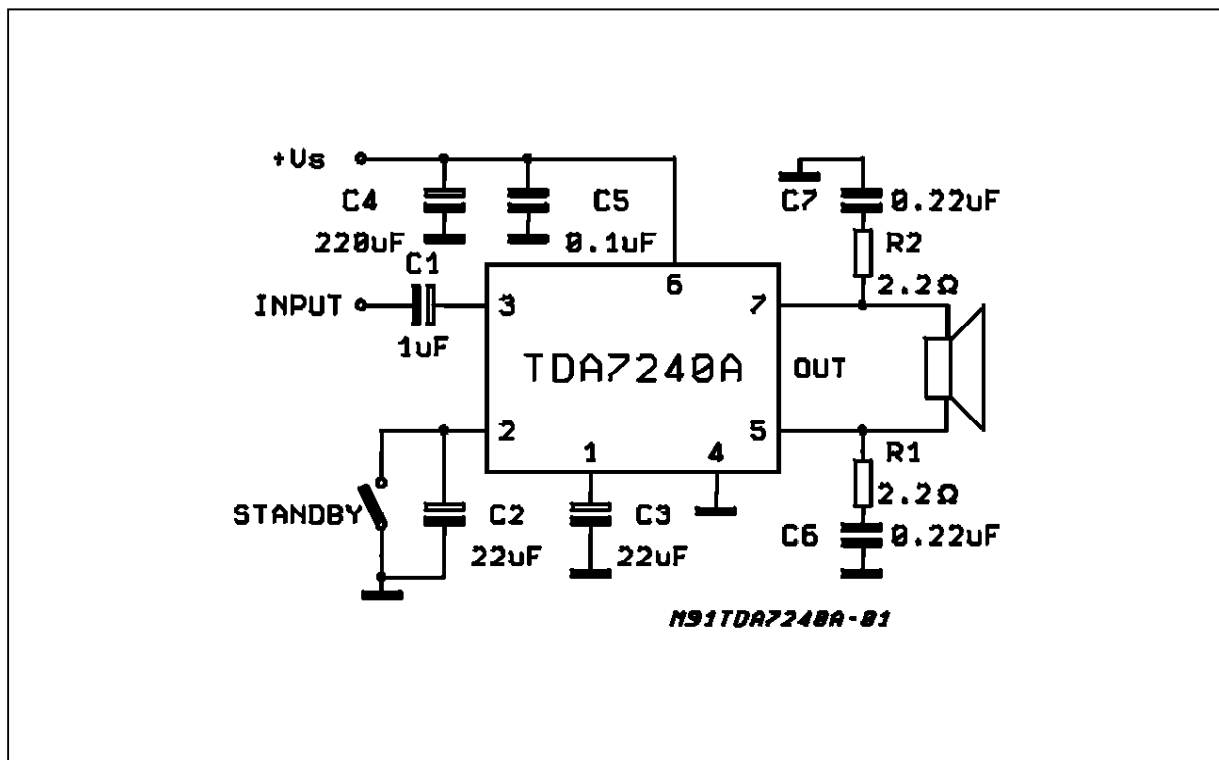 +Vs
C4
220uF
C5
0.1uF
C7
0.22uF
R2
2.2Ω
C1
INPUT
1uF
3
6
7
TDA7240A
OUT
2
1
4
5
STANDBY
C2
22uF
C3
22uF
R1
2.2Ω
C6
0.22uF
M91TDA7240A-01